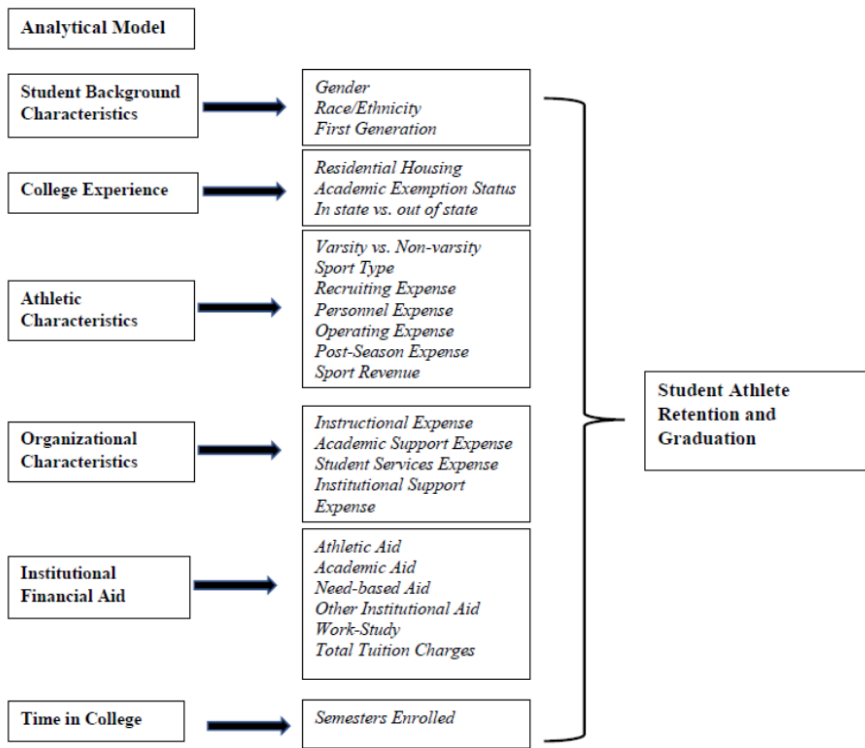 Analytical Model
Student Background
Characteristics
Gender
Race/Ethnicity
First Generation
College Experience
Residential Housing
Academic Exemption Status
In state vs. out of state
Athletic
Characteristics
Varsity vs. Non-varsity
Sport Type
Recruiting Expense
Personnel Expense
Operating Expense
Post-Season Expense
Sport Revenue
Organizational
Characteristics
Instructional Expense
Academic Support Expense
Student Services Expense
Institutional Support
Expense
Institutional
Financial Aid
Athletic Aid
Academic Aid
Need-based Aid
Other Institutional Aid
Work-Study
Total Tuition Charges
Time in College
Semesters Enrolled
Student Athlete
Retention and
Graduation